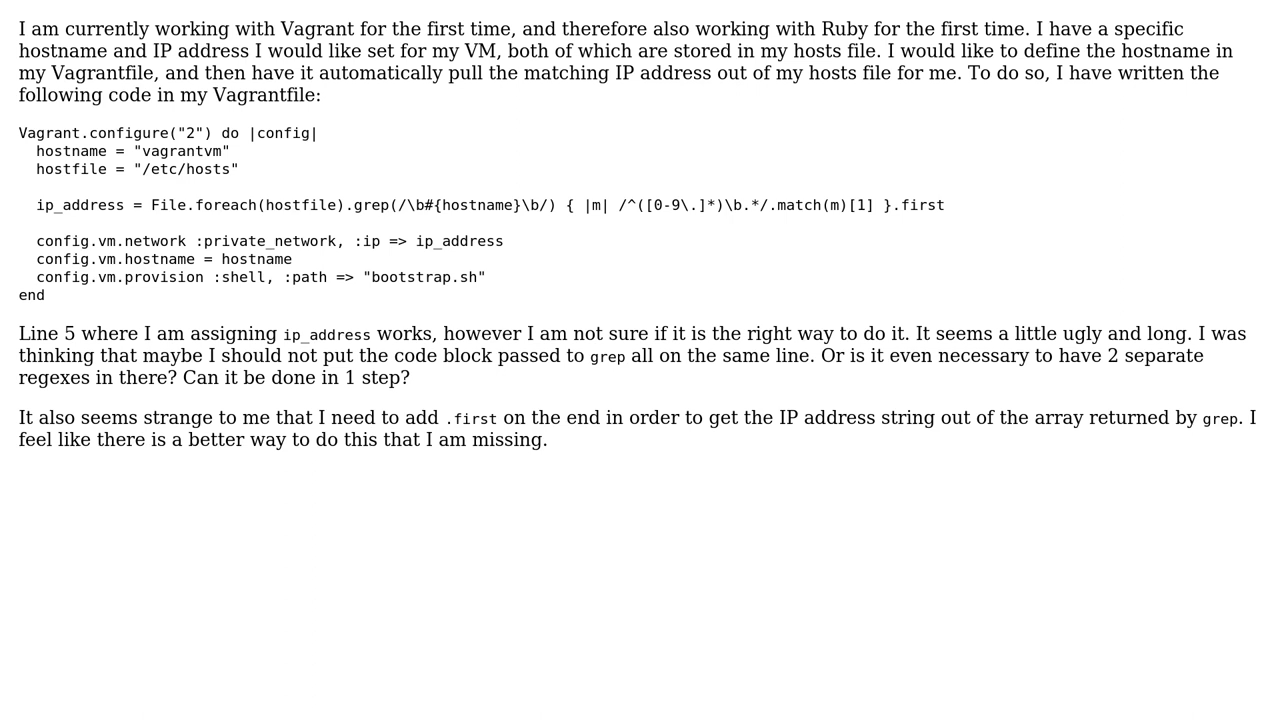 I am currently working with Vagrant for the first time, and therefore also working with Ruby for the first time. I have a specific
hostname and IP address I would like set for my VM, both of which are stored in my hosts file. I would like to define the hostname in
my Vagrantfile, and then have it automatically pull the matching IP address out of my hosts file for me. To do so, I have written the
following code in my Vagrantfile:
Vagrant.configure("2") do |config|
  hostname = "vagrantvm"
  hostfile = "/etc/hosts"
  ip_address = File.foreach(hostfile).grep(/\b#{hostname}\b/) { |m| /^([0-9\.]*)\b.*/.match(m)[1] }.first
  config.vm.network :private_network, :ip => ip_address
  config.vm.hostname = hostname
  config.vm.provision :shell, :path => "bootstrap.sh"
end
Line 5 where I am assigning ip_address works, however I am not sure if it is the right way to do it. It seems a little ugly and long. I was
thinking that maybe I should not put the code block passed to grep all on the same line. Or is it even necessary to have 2 separate
regexes in there? Can it be done in 1 step?
It also seems strange to me that I need to add .first on the end in order to get the IP address string out of the array returned by grep. I
feel like there is a better way to do this that I am missing.